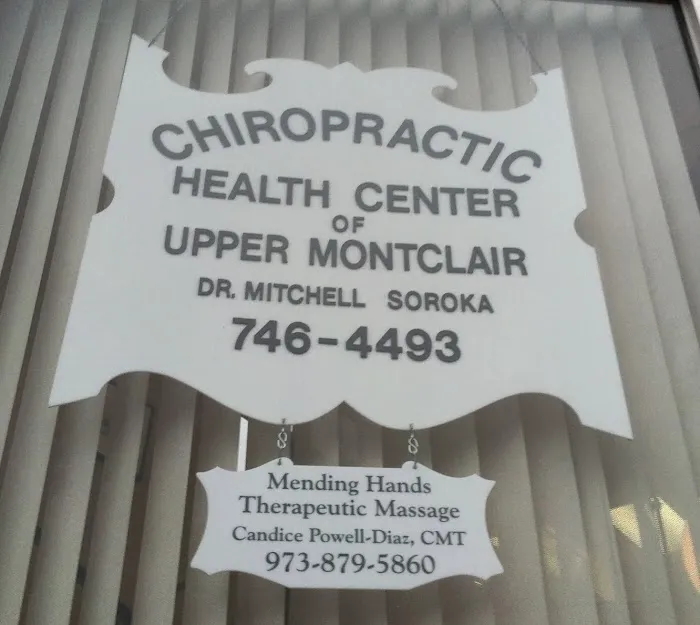 CHIROPRACTIC
HEALTH CENTER
OF
UPPER MONTCLAIR
DR. MITCHELL SOROKA
746-4493
Mending Hands
Therapeutic Massage
Candice Powell-Diaz, CMT
973-879-5860